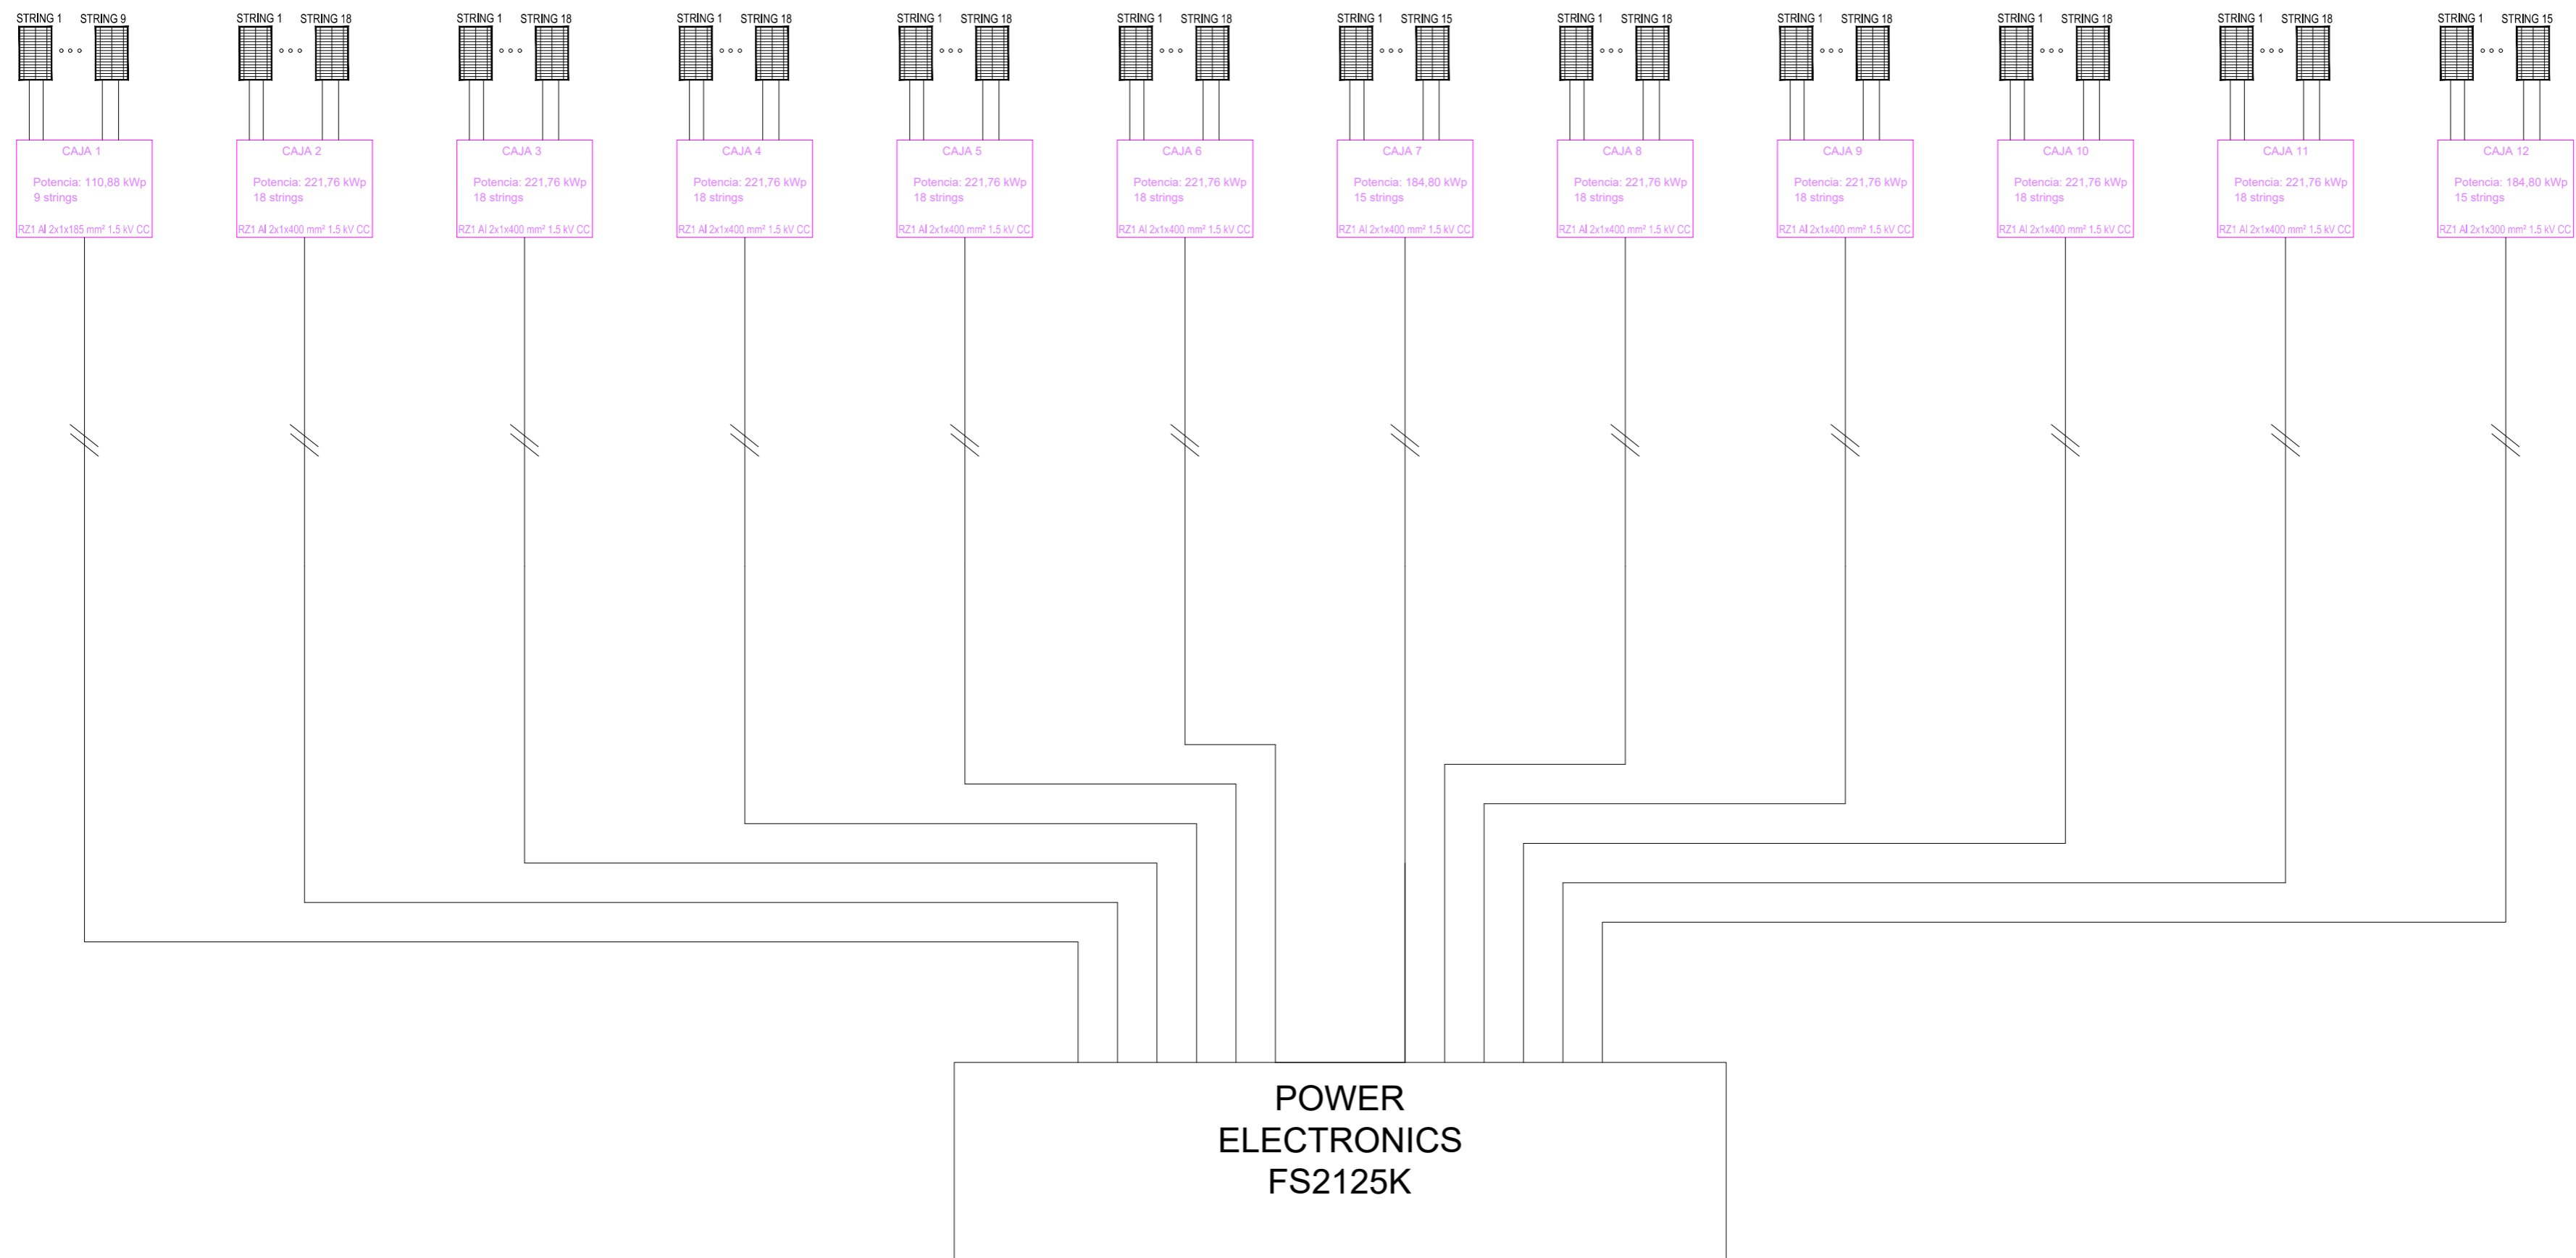 STRING 1 STRING 9 STRING 1 STRING 18 STRING 1 STRING 18 STRING 1 STRING 18 STRING 1 STRING 18 STRING 1 STRING 18 STRING 1 STRING 15 STRING 1 STRING 18 STRING 1 STRING 18 STRING 1 STRING 18 STRING 1 STRING 18 STRING 1 STRING 15
CAJA 1
Potencia: 110,88 kWp
9 strings
RZ1 Al 2x1x185 mm² 1.5 kV CC
CAJA 2
Potencia: 221,76 kWp
18 strings
RZ1 Al 2x1x400 mm² 1.5 kV CC
CAJA 3
Potencia: 221,76 kWp
18 strings
RZ1 Al 2x1x400 mm² 1.5 kV CC
CAJA 4
Potencia: 221,76 kWp
18 strings
RZ1 Al 2x1x400 mm² 1.5 kV CC
CAJA 5
Potencia: 221,76 kWp
18 strings
RZ1 Al 2x1x400 mm² 1.5 kV CC
CAJA 6
Potencia: 221,76 kWp
18 strings
RZ1 Al 2x1x400 mm² 1.5 kV CC
CAJA 7
Potencia: 184,80 kWp
15 strings
RZ1 Al 2x1x400 mm² 1.5 kV CC
CAJA 8
Potencia: 221,76 kWp
18 strings
RZ1 Al 2x1x400 mm² 1.5 kV CC
CAJA 9
Potencia: 221,76 kWp
18 strings
RZ1 Al 2x1x400 mm² 1.5 kV CC
CAJA 10
Potencia: 221,76 kWp
18 strings
RZ1 Al 2x1x400 mm² 1.5 kV CC
CAJA 11
Potencia: 221,76 kWp
18 strings
RZ1 Al 2x1x400 mm² 1.5 kV CC
CAJA 12
Potencia: 184,80 kWp
15 strings
RZ1 Al 2x1x300 mm² 1.5 kV CC
POWER
ELECTRONICS
FS2125K